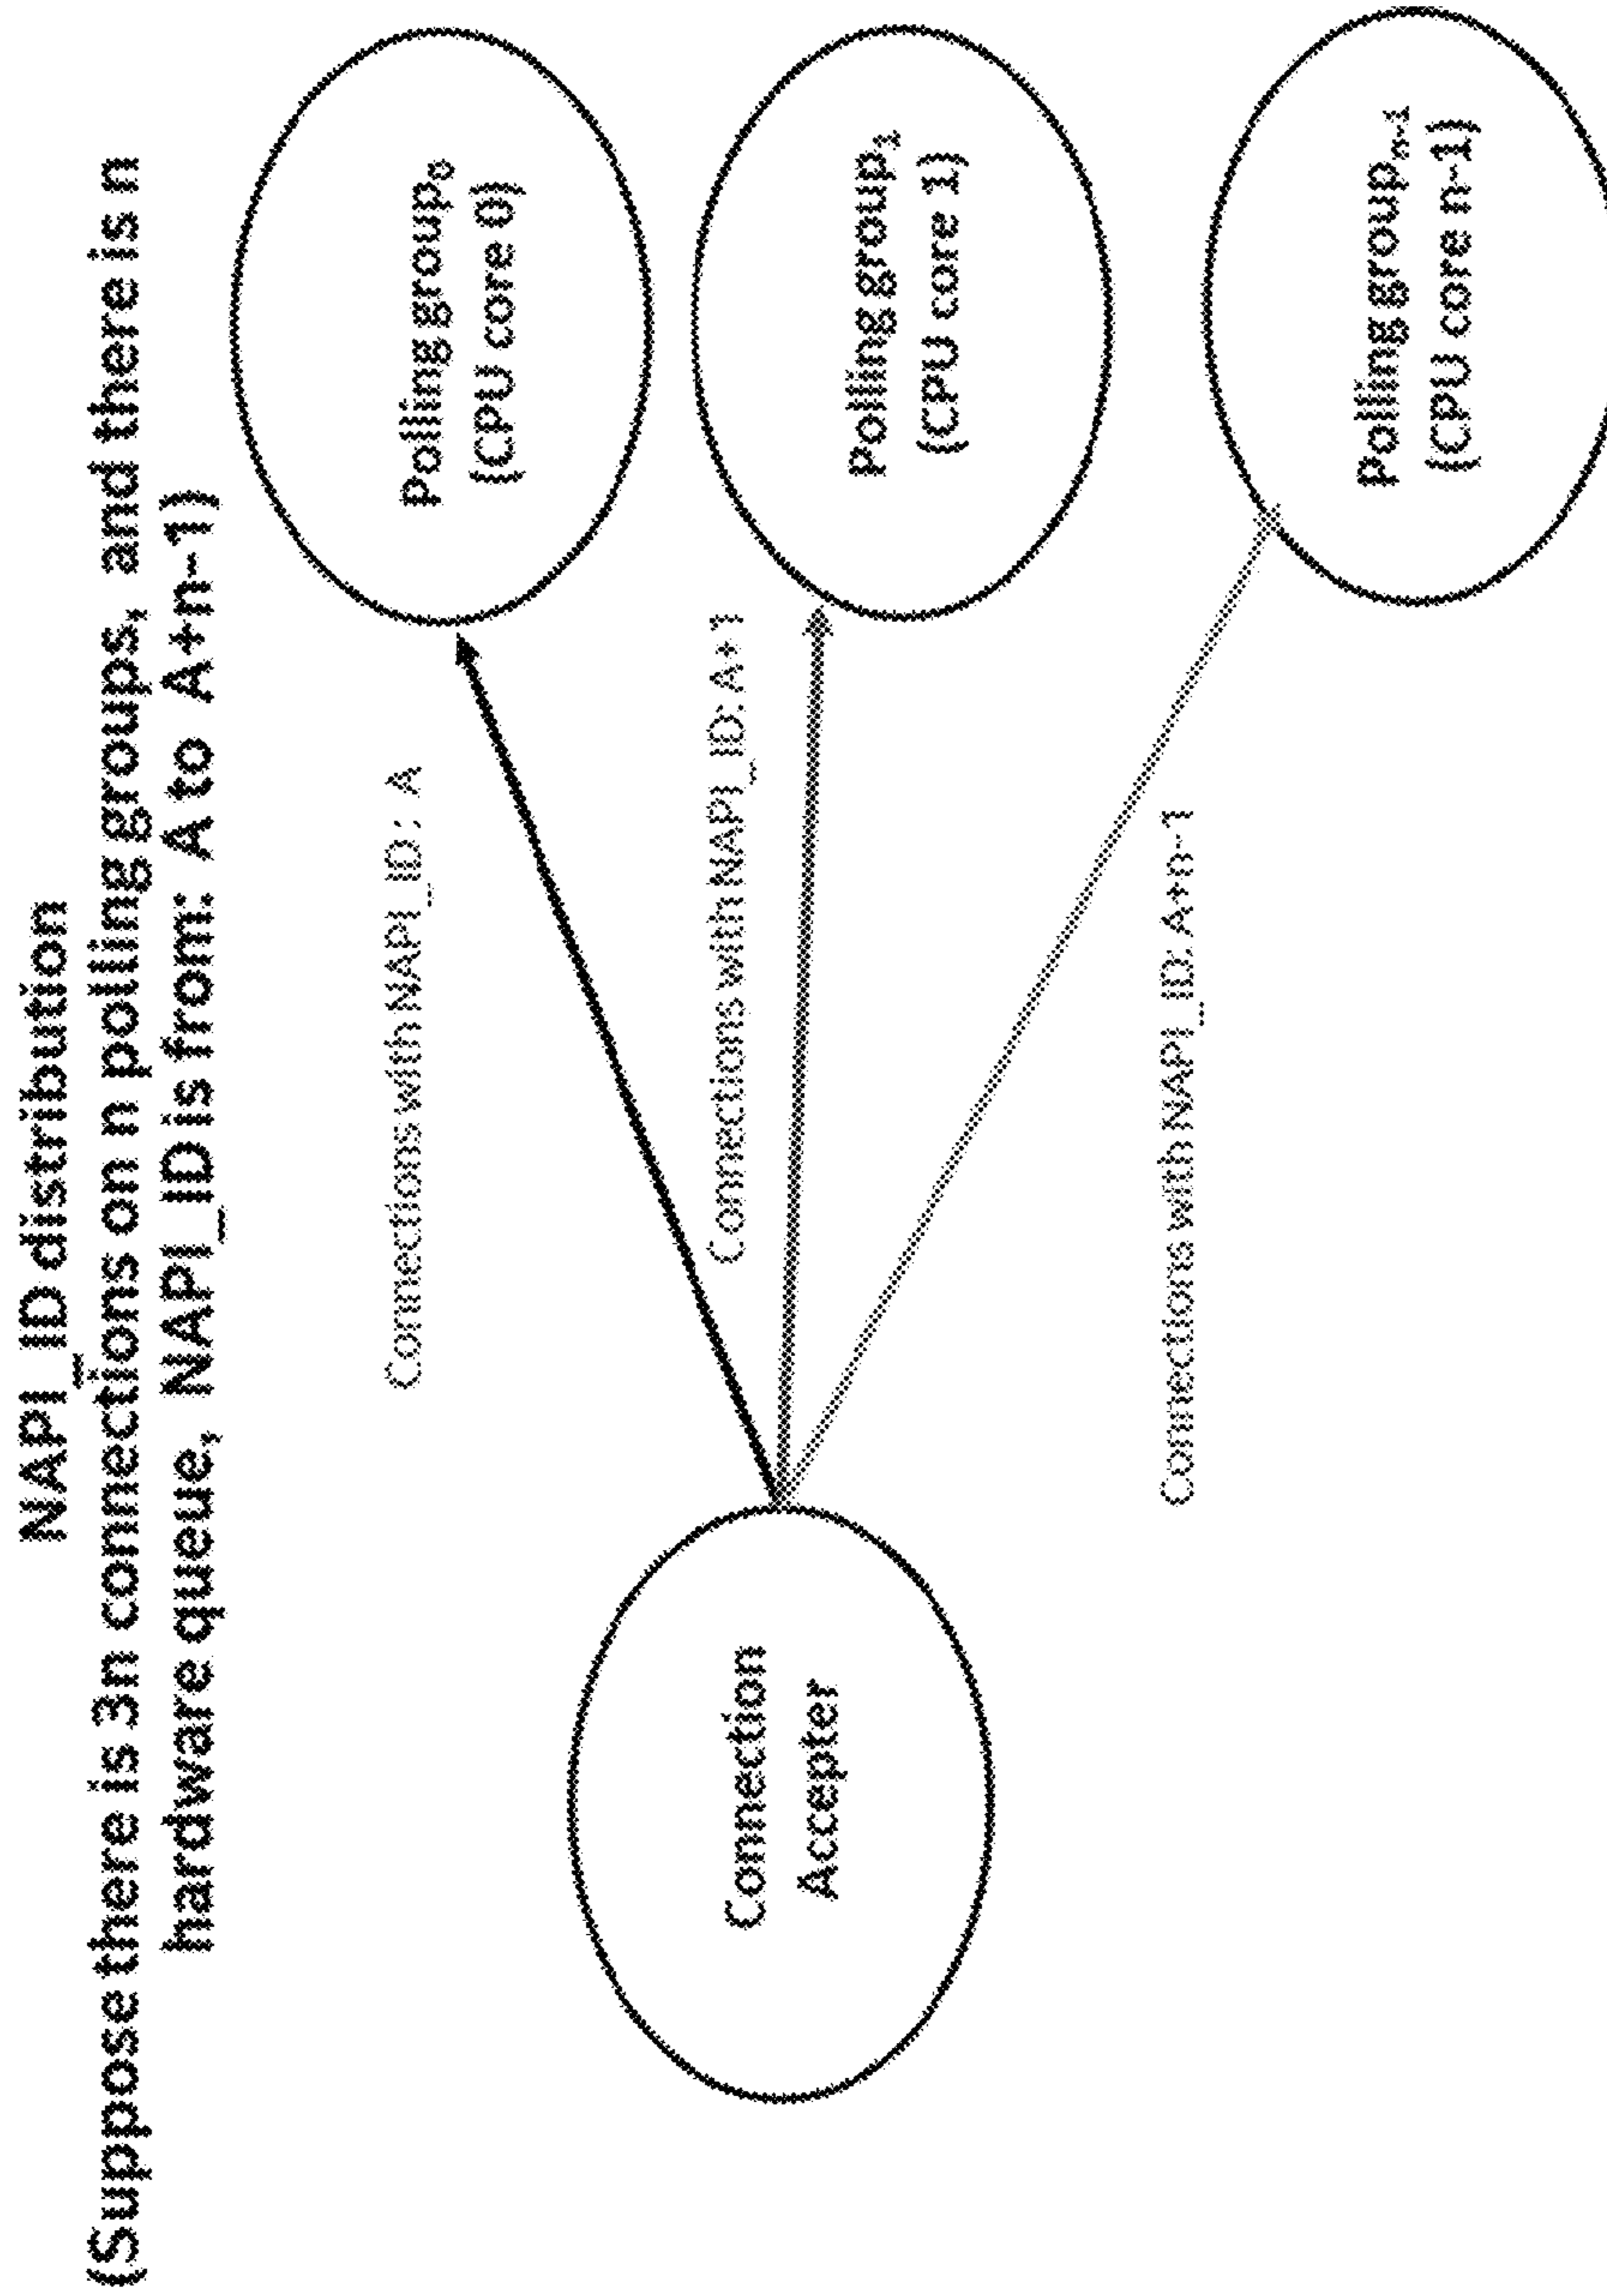 NAPI_ID distribution
(Suppose there is 3n connections on n polling groups, and there is n
hardware queue, NAPI_ID is from: A to A+n-1)
Connections with NAPI_ID : A
Polling group₀
(CPU core 0)
Connection
Accepter
Connections with NAPI_ID: A+1
Polling group₁
(CPU core 1)
Connections with NAPI_ID: A+n-1
Polling groupₙ₋₁
(CPU core n-1)